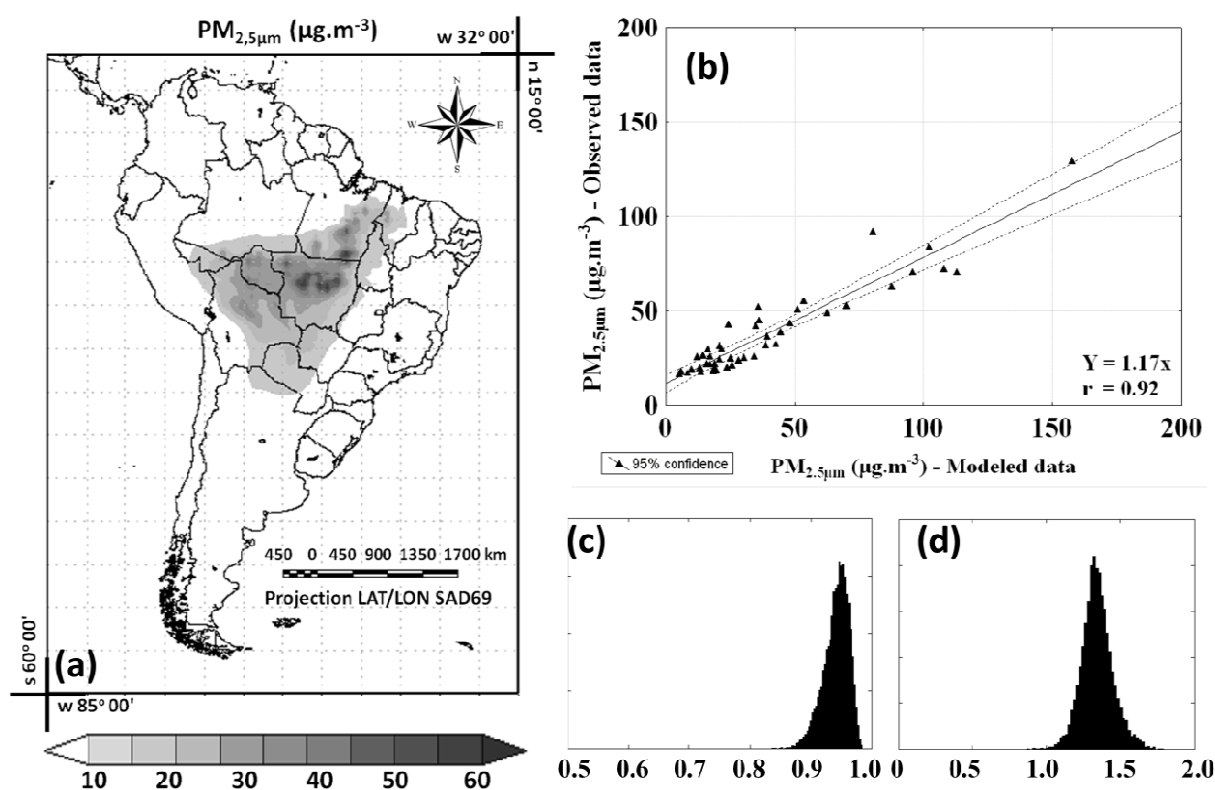 PM2,5µm (µg.m-3)
w 32° 00'
n 15° 00'
N
W
E
S
450 0 450 900 1350 1700 km
Projection LAT/LON SAD69
s 60° 00'
(a)
w 85° 00'
10 20 30 40 50 60
(b)
200
150
100
50
0
PM2.5µm (µg.m-3) - Observed data
Y = 1.17x
r = 0.92
0 50 100 150 200
95% confidence
PM2.5µm (µg.m-3) - Modeled data
(c)
0.5 0.6 0.7 0.8 0.9 1.0
(d)
0 0.5 1.0 1.5 2.0